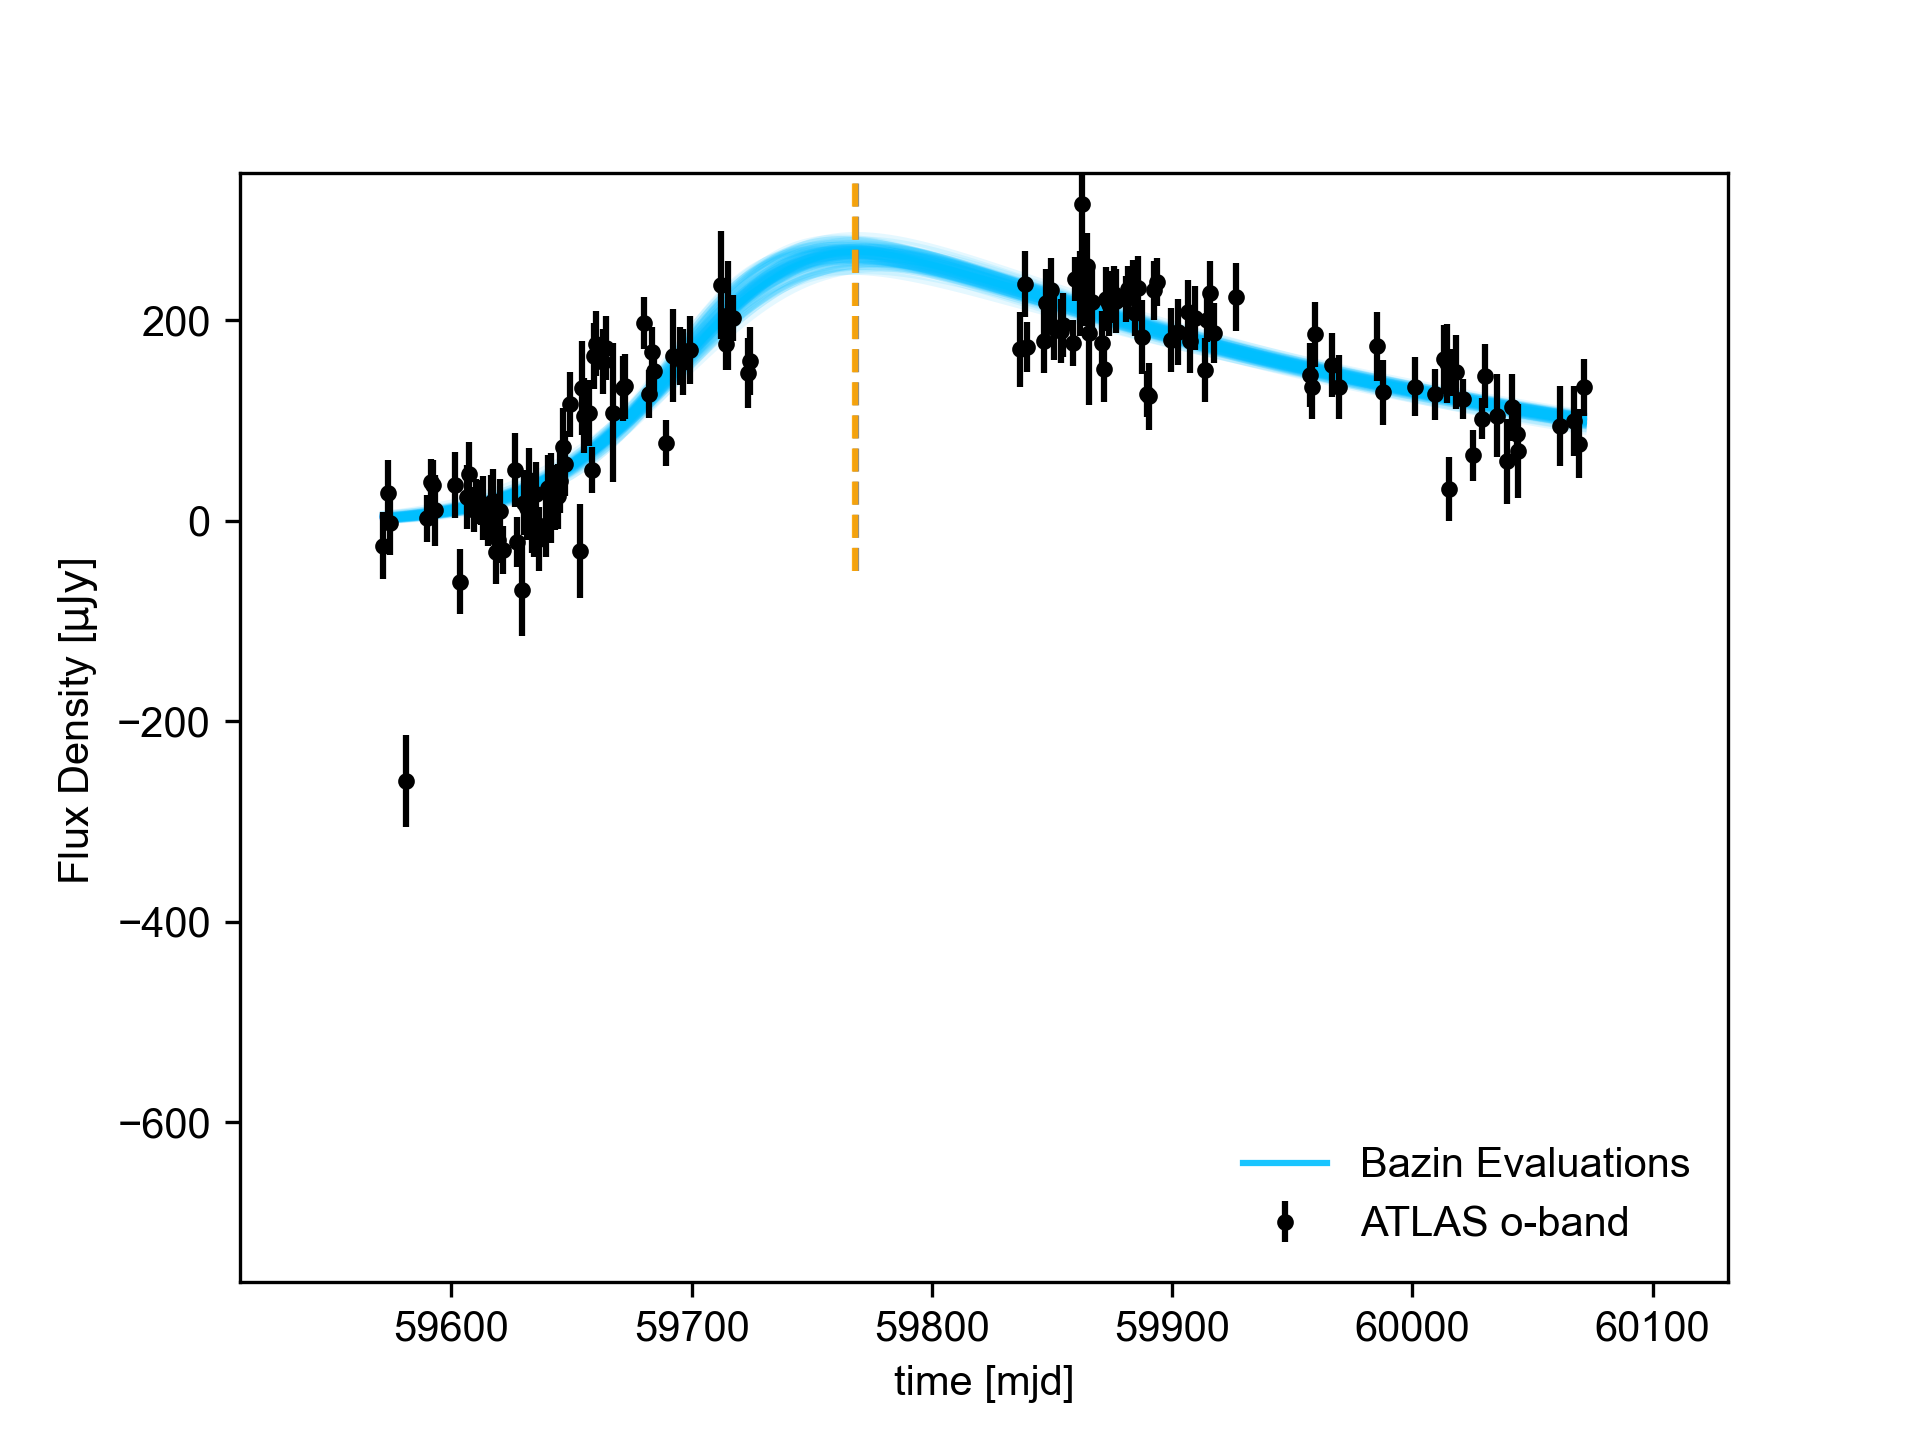 200
0
−200
−400
−600
Flux Density [µJy]
Bazin Evaluations
ATLAS o-band
59600 59700 59800 59900 60000 60100
time [mjd]